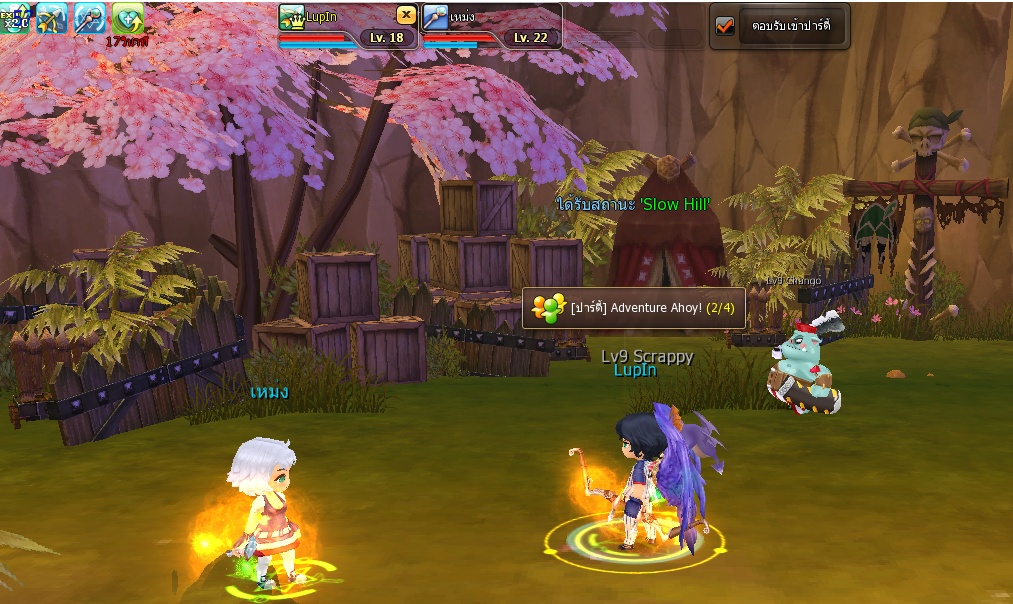 EXP
x2.0
17วินาที
LupIn
Lv. 18
เหมง
Lv. 22
ตอบรับเข้าปาร์ตี้
ได้รับสถานะ 'Slow Hill'
Lv9 Chango
[ปาร์ตี้] Adventure Ahoy! (2/4)
Lv9 Scrappy
LupIn
เหมง